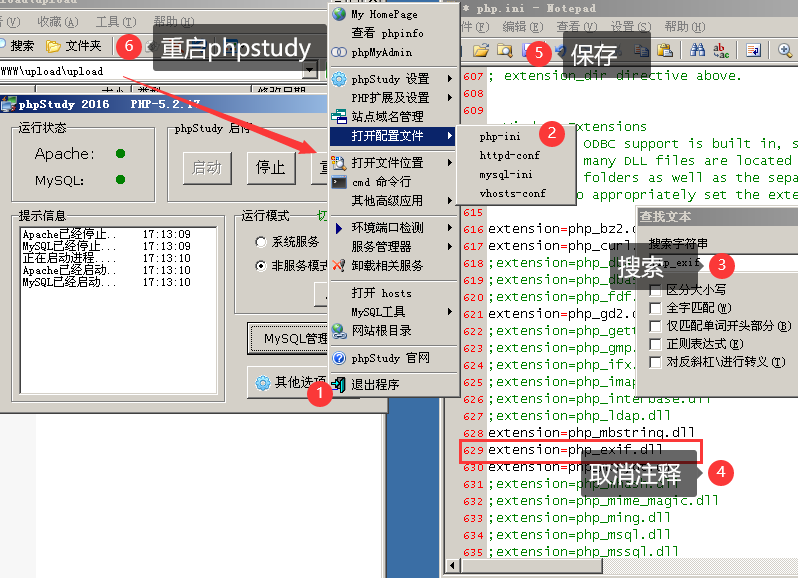 load\upload
(V) 收藏(A) 工具(T) 帮助(H)
搜索 文件夹
6 重启phpstudy
WWW\upload\upload
大小 类型 修改日期
phpStudy 2016 PHP-5.2.17
运行状态
Apache:
MySQL:
phpStudy 启停
启动
停止
提示信息
Apache已经停止.. 17:13:09
MySQL已经停止.. 17:13:09
正在启动进程.... 17:13:10
Apache已经启动.. 17:13:10
MySQL已经启动.. 17:13:10
运行模式
系统服务
非服务模式
MySQL管理
其他选项
1
My HomePage
查看 phpinfo
phpMyAdmin
phpStudy 设置
PHP扩展及设置
站点域名管理
打开配置文件
打开文件位置
cmd 命令行
其他高级应用
环境端口检测
服务管理器
卸载相关服务
打开 hosts
MySQL工具
网站根目录
phpStudy 官网
退出程序
php-ini
httpd-conf
mysql-ini
vhosts-conf
2
* php.ini - Notepad
(F) 编辑(E) 查看(V) 设置(S) 帮助(H)
5 保存
607 ; extension_dir directive above.
608
609
Extensions
ODBC support is built in, s
many DLL files are located
folders as well as the sepa
o appropriately set the exte
615
616 extension=php_bz2.
617 extension=php_cur
618 ;extension=php_d
619 ;extension=php_dba
620 ;extension=php_fdf.
621 extension=php_gd2.
622 ;extension=php_gett
623 ;extension=php_gmp.
624 ;extension=php_ifx.
625 ;extension=php_imap
626 ;extension=php_interbase.dll
627 ;extension=php_ldap.dll
628 extension=php_mbstring.dll
629 extension=php_exif.dll
630 extension=php_
631 ;extension=php_mhash.dll
632 ;extension=php_mime_magic.dll
633 ;extension=php_ming.dll
634 ;extension=php_msql.dll
635 ;extension=php_mssql.dll
查找文本
搜索字符串
p_exif
搜索 3
区分大小写
全字匹配(W)
仅匹配单词开头部分(B)
正则表达式(E)
对反斜杠\进行转义(T)
取消注释 4